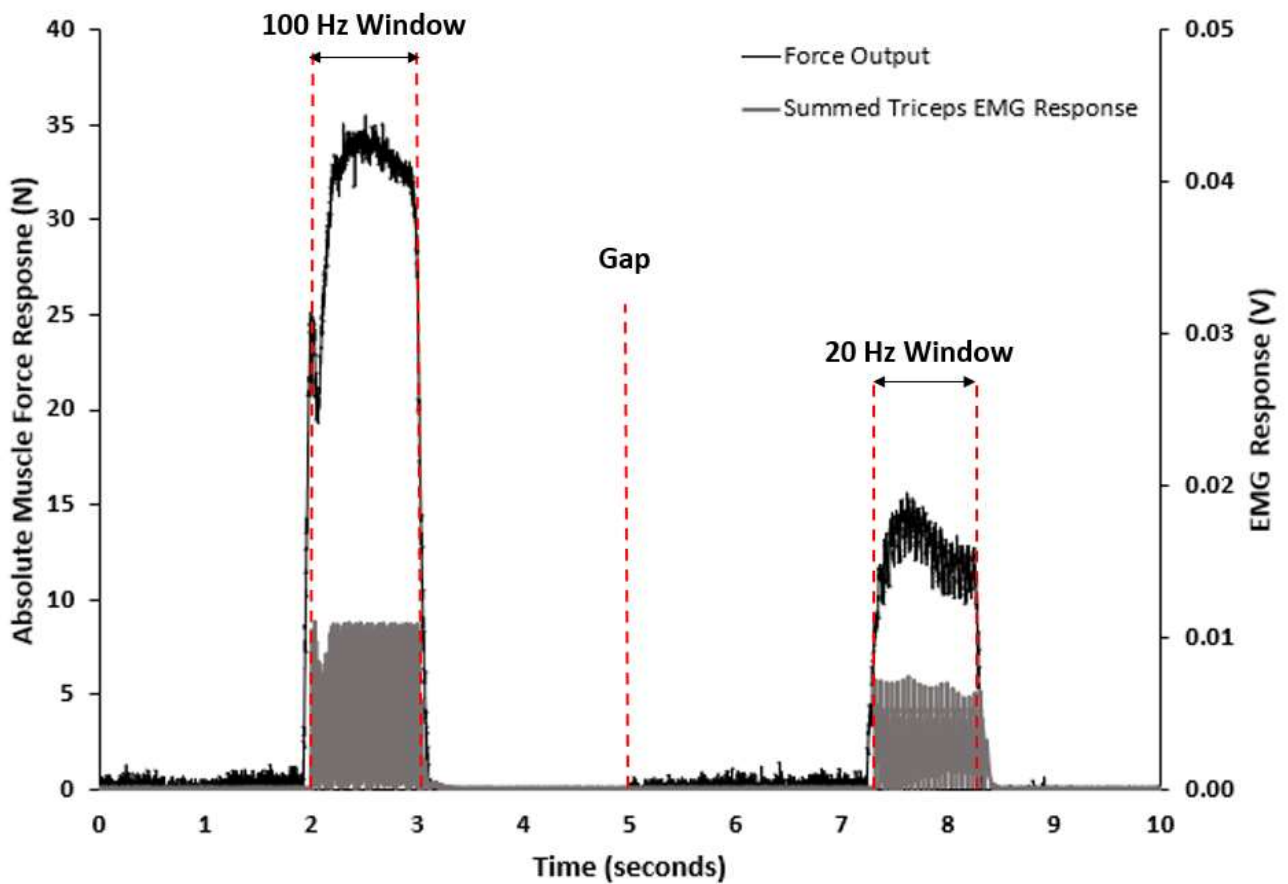 100 Hz Window
Force Output
Summed Triceps EMG Response
Gap
20 Hz Window
Absolute Muscle Force Resposne (N)
40
35
30
25
20
15
10
5
0
EMG Response (V)
0.05
0.04
0.03
0.02
0.01
0.00
0 1 2 3 4 5 6 7 8 9 10
Time (seconds)